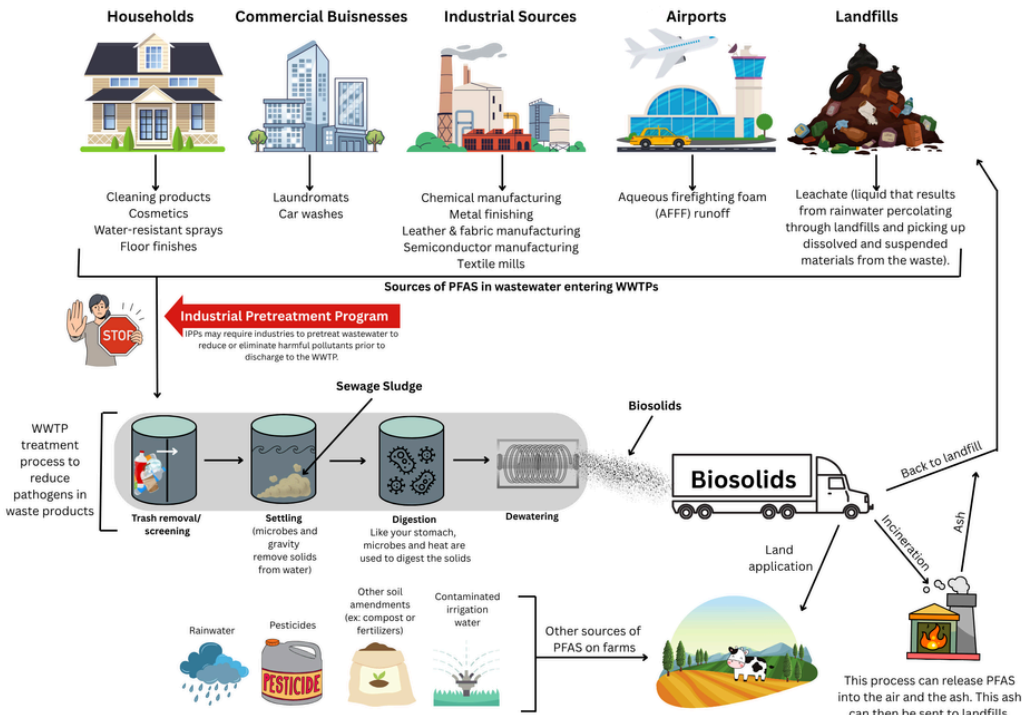 Households
Commercial Buisnesses
Industrial Sources
Airports
Landfills
Cleaning products
Cosmetics
Water-resistant sprays
Floor finishes
Laundromats
Car washes
Chemical manufacturing
Metal finishing
Leather & fabric manufacturing
Semiconductor manufacturing
Textile mills
Aqueous firefighting foam
(AFFF) runoff
Leachate (liquid that results
from rainwater percolating
through landfills and picking up
dissolved and suspended
materials from the waste).
Sources of PFAS in wastewater entering WWTPs
STOP
Industrial Pretreatment Program
IPPs may require industries to pretreat wastewater to
reduce or eliminate harmful pollutants prior to
discharge to the WWTP.
Sewage Sludge
Biosolids
WWTP
treatment
process to
reduce
pathogens in
waste products
Trash removal/
screening
Settling
(microbes and
gravity
remove solids
from water)
Digestion
Like your stomach,
microbes and heat are
used to digest the solids
Dewatering
Biosolids
Back to landfill
Incineration
Ash
Land
application
Rainwater
Pesticides
PESTICIDE
Other soil
amendments
(ex: compost or
fertilizers)
Contaminated
irrigation
water
Other sources of
PFAS on farms
This process can release PFAS
into the air and the ash. This ash
can then be sent to landfills